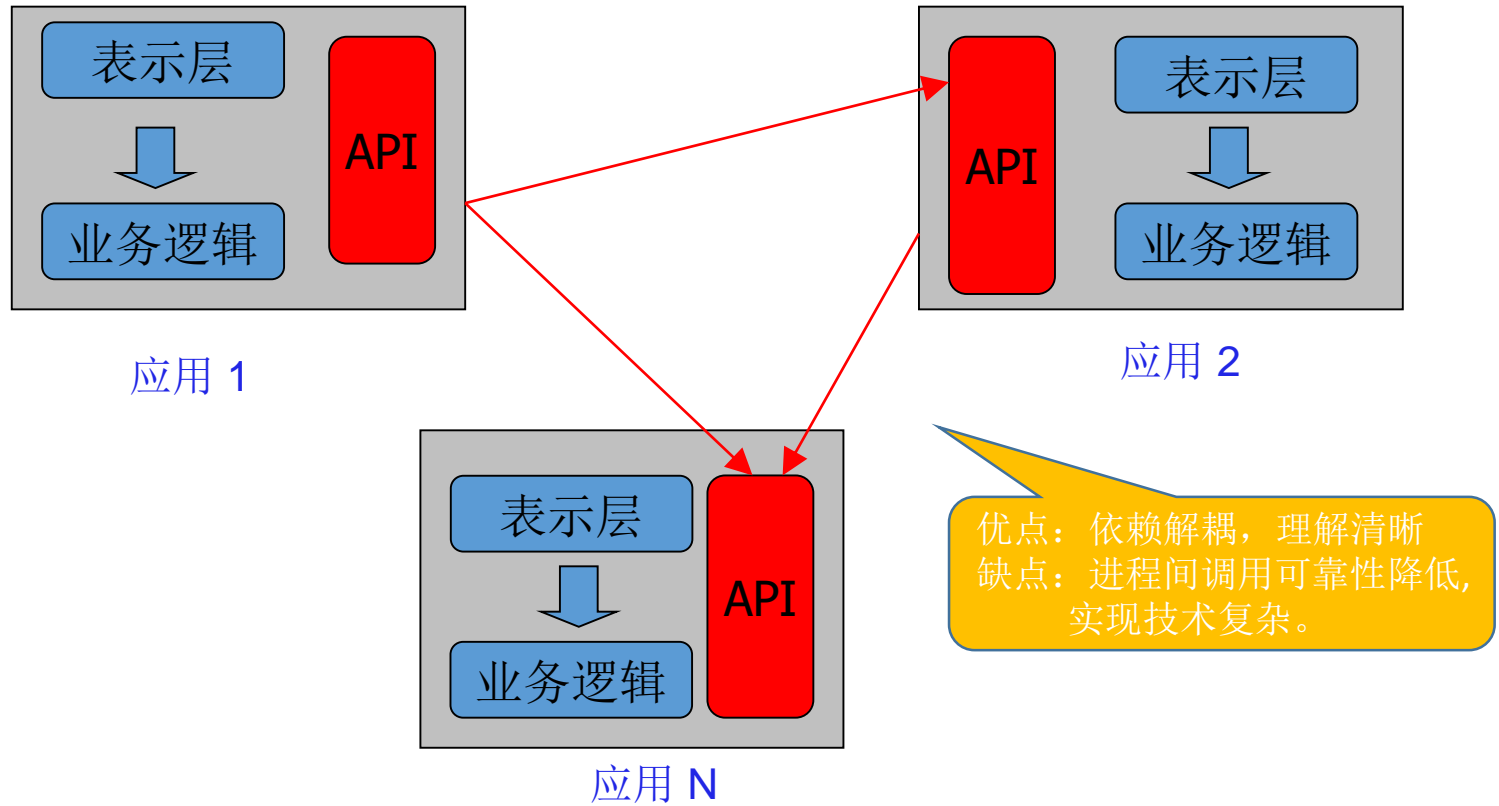 表示层
API
业务逻辑
应用 1
表示层
API
业务逻辑
应用 2
表示层
API
业务逻辑
应用 N
优点：依赖解耦，理解清晰
缺点：进程间调用可靠性降低,
实现技术复杂。